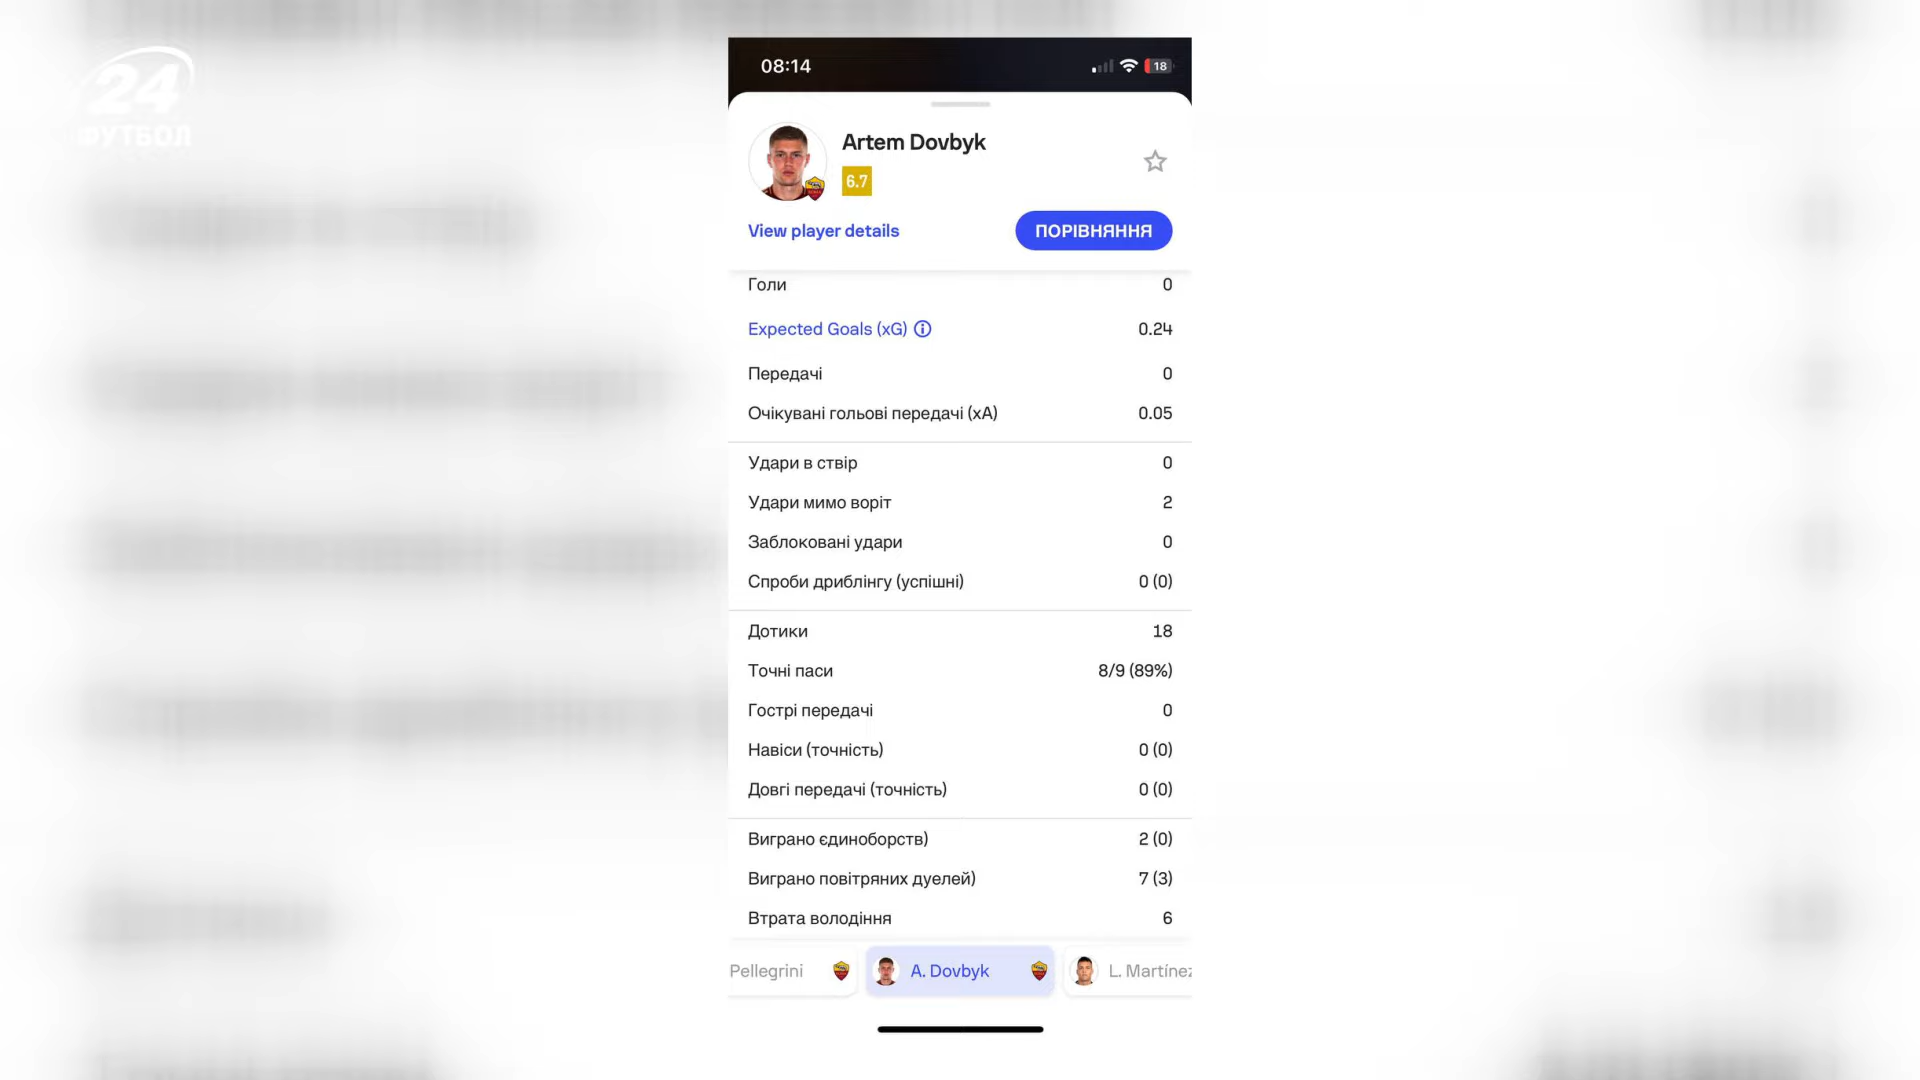 24
ФУТБОЛ
08:14
18
Artem Dovbyk
6.7
View player details
ПОРІВНЯННЯ
Голи 0
Expected Goals (xG) 0.24
Передачі 0
Очікувані гольові передачі (xA) 0.05
Удари в ствір 0
Удари мимо воріт 2
Заблоковані удари 0
Спроби дриблінгу (успішні) 0 (0)
Дотики 18
Точні паси 8/9 (89%)
Гострі передачі 0
Навіси (точність) 0 (0)
Довгі передачі (точність) 0 (0)
Виграно єдиноборств) 2 (0)
Виграно повітряних дуелей) 7 (3)
Втрата володіння 6
Pellegrini A. Dovbyk L. Martínez